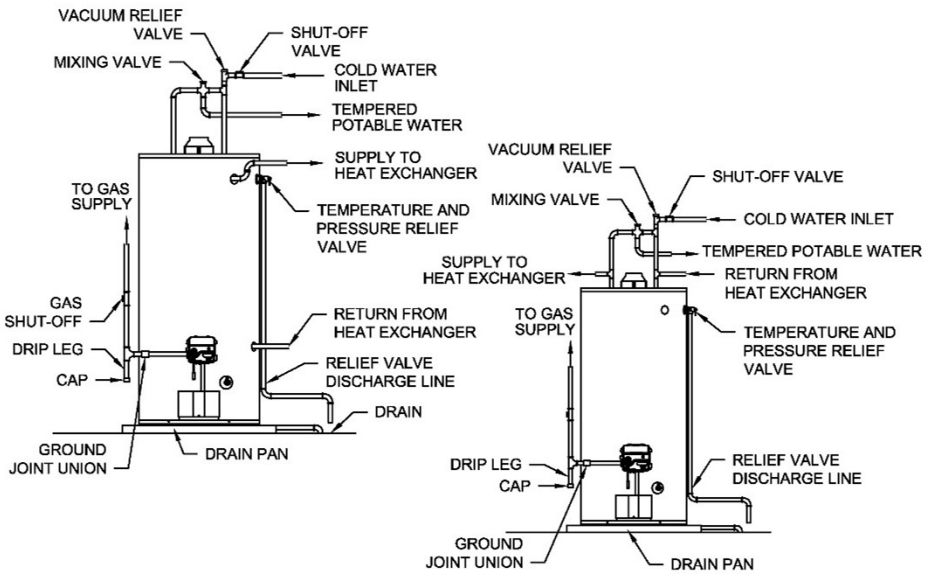 VACUUM RELIEF
VALVE
SHUT-OFF
VALVE
MIXING VALVE
COLD WATER
INLET
TEMPERED
POTABLE WATER
SUPPLY TO
HEAT EXCHANGER
TO GAS
SUPPLY
TEMPERATURE AND
PRESSURE RELIEF
VALVE
GAS
SHUT-OFF
RETURN FROM
HEAT EXCHANGER
DRIP LEG
CAP
RELIEF VALVE
DISCHARGE LINE
DRAIN
GROUND
JOINT UNION
DRAIN PAN
VACUUM RELIEF
VALVE
SHUT-OFF VALVE
MIXING VALVE
COLD WATER INLET
TEMPERED POTABLE WATER
SUPPLY TO
HEAT EXCHANGER
RETURN FROM
HEAT EXCHANGER
TO GAS
SUPPLY
TEMPERATURE AND
PRESSURE RELIEF
VALVE
DRIP LEG
CAP
RELIEF VALVE
DISCHARGE LINE
GROUND
JOINT UNION
DRAIN PAN